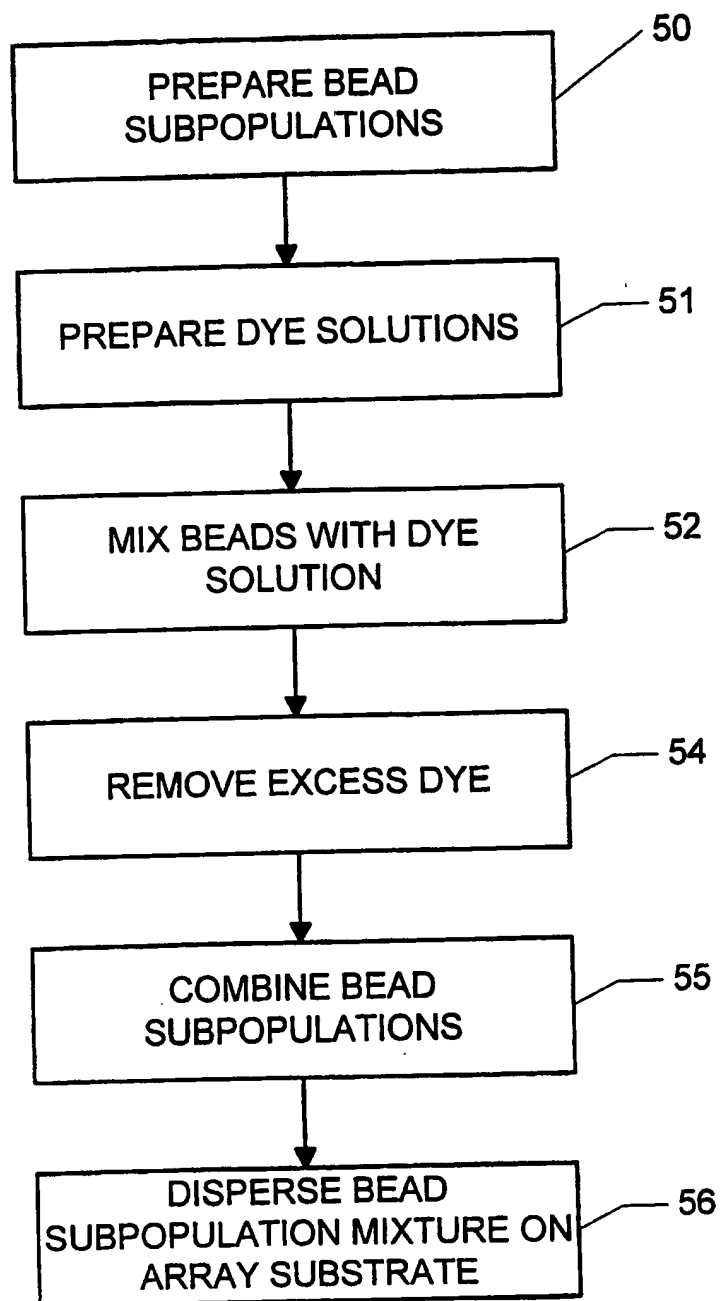 50
PREPARE BEAD
SUBPOPULATIONS
51
PREPARE DYE SOLUTIONS
52
MIX BEADS WITH DYE
SOLUTION
54
REMOVE EXCESS DYE
55
COMBINE BEAD
SUBPOPULATIONS
56
DISPERSE BEAD
SUBPOPULATION MIXTURE ON
ARRAY SUBSTRATE